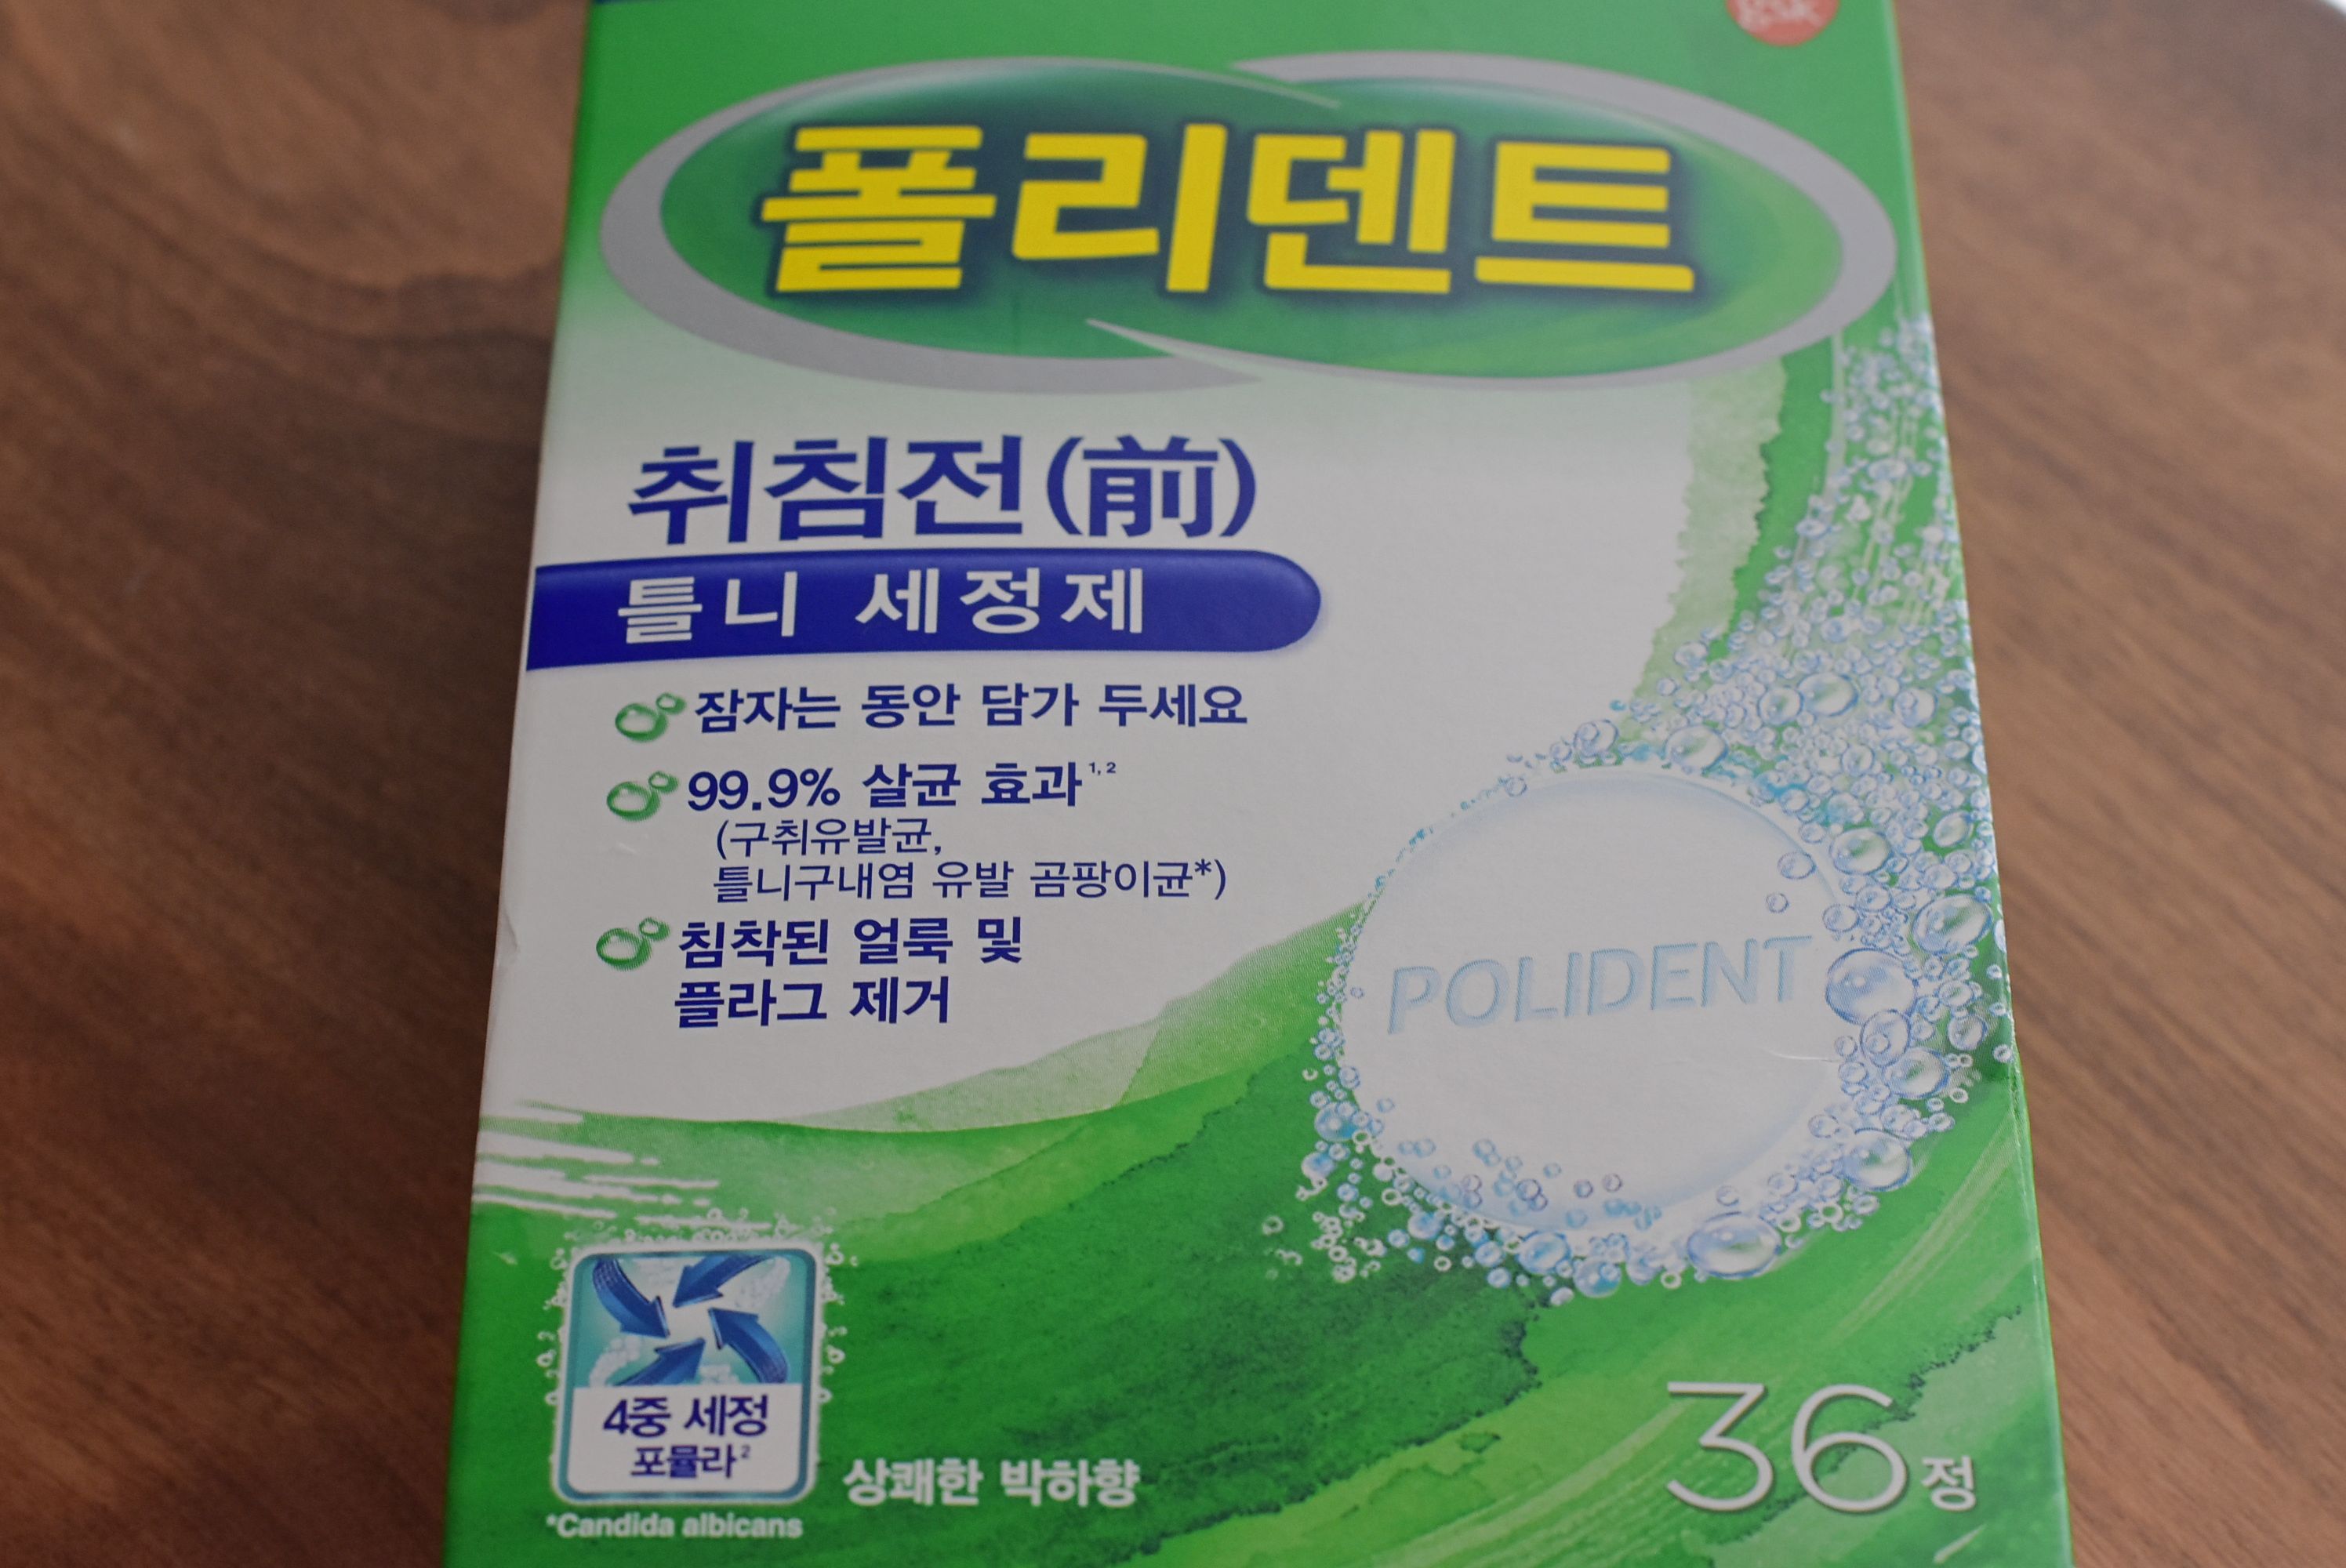 gsk
폴리덴트
취침전(前)
틀니 세정제
잠자는 동안 담가 두세요
99.9% 살균 효과¹,²
(구취유발균,
틀니구내염 유발 곰팡이균*)
침착된 얼룩 및
플라그 제거
POLIDENT
4중 세정
포뮬라²
상쾌한 박하향
36정
*Candida albicans